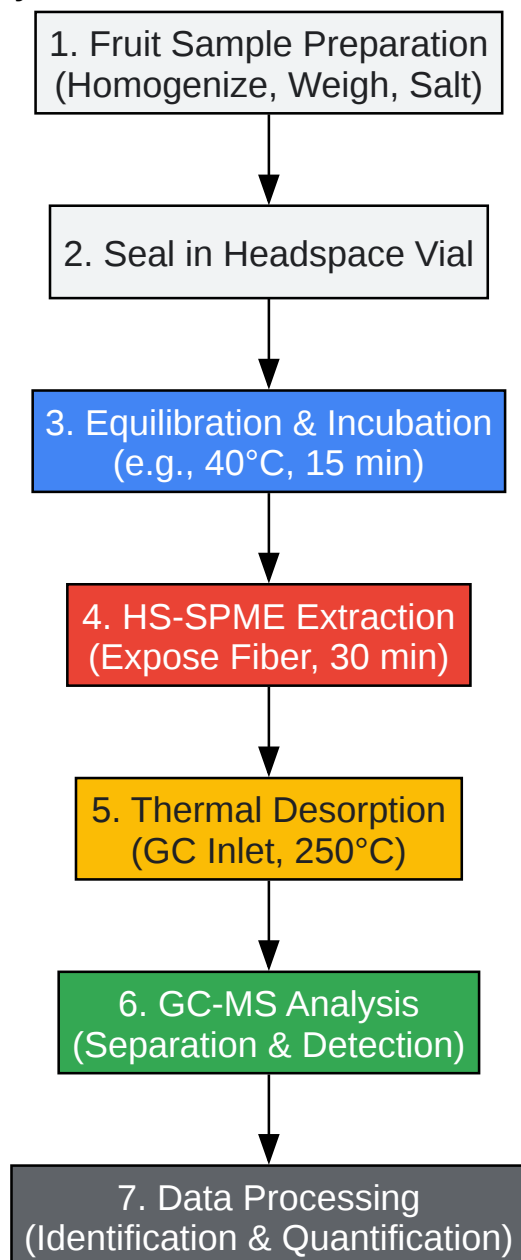 1. Fruit Sample Preparation
(Homogenize, Weigh, Salt)
2. Seal in Headspace Vial
3. Equilibration & Incubation
(e.g., 40°C, 15 min)
4. HS-SPME Extraction
(Expose Fiber, 30 min)
5. Thermal Desorption
(GC Inlet, 250°C)
6. GC-MS Analysis
(Separation & Detection)
7. Data Processing
(Identification & Quantification)